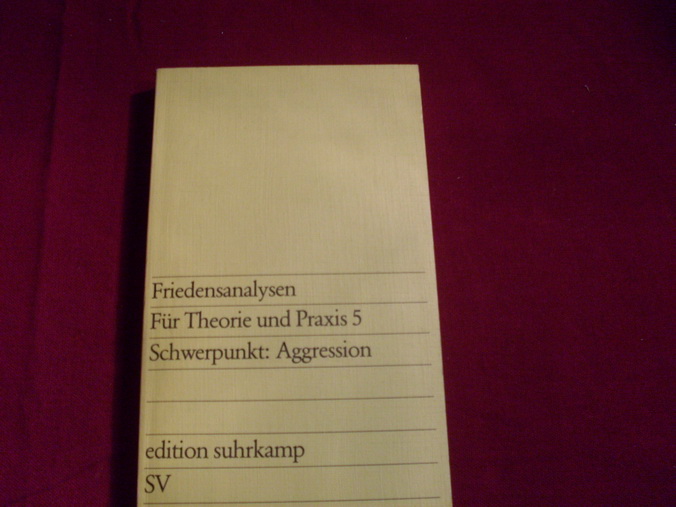 Friedensanalysen
Für Theorie und Praxis 5
Schwerpunkt: Aggression
edition suhrkamp
SV